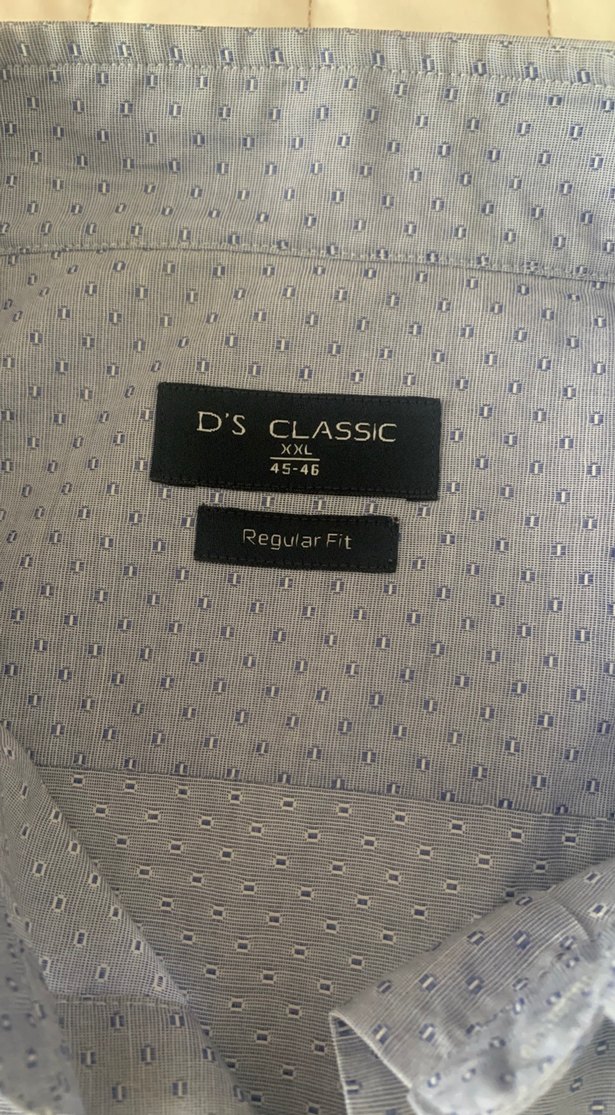 D'S CLASSIC
XXL
45-46
Regular Fit